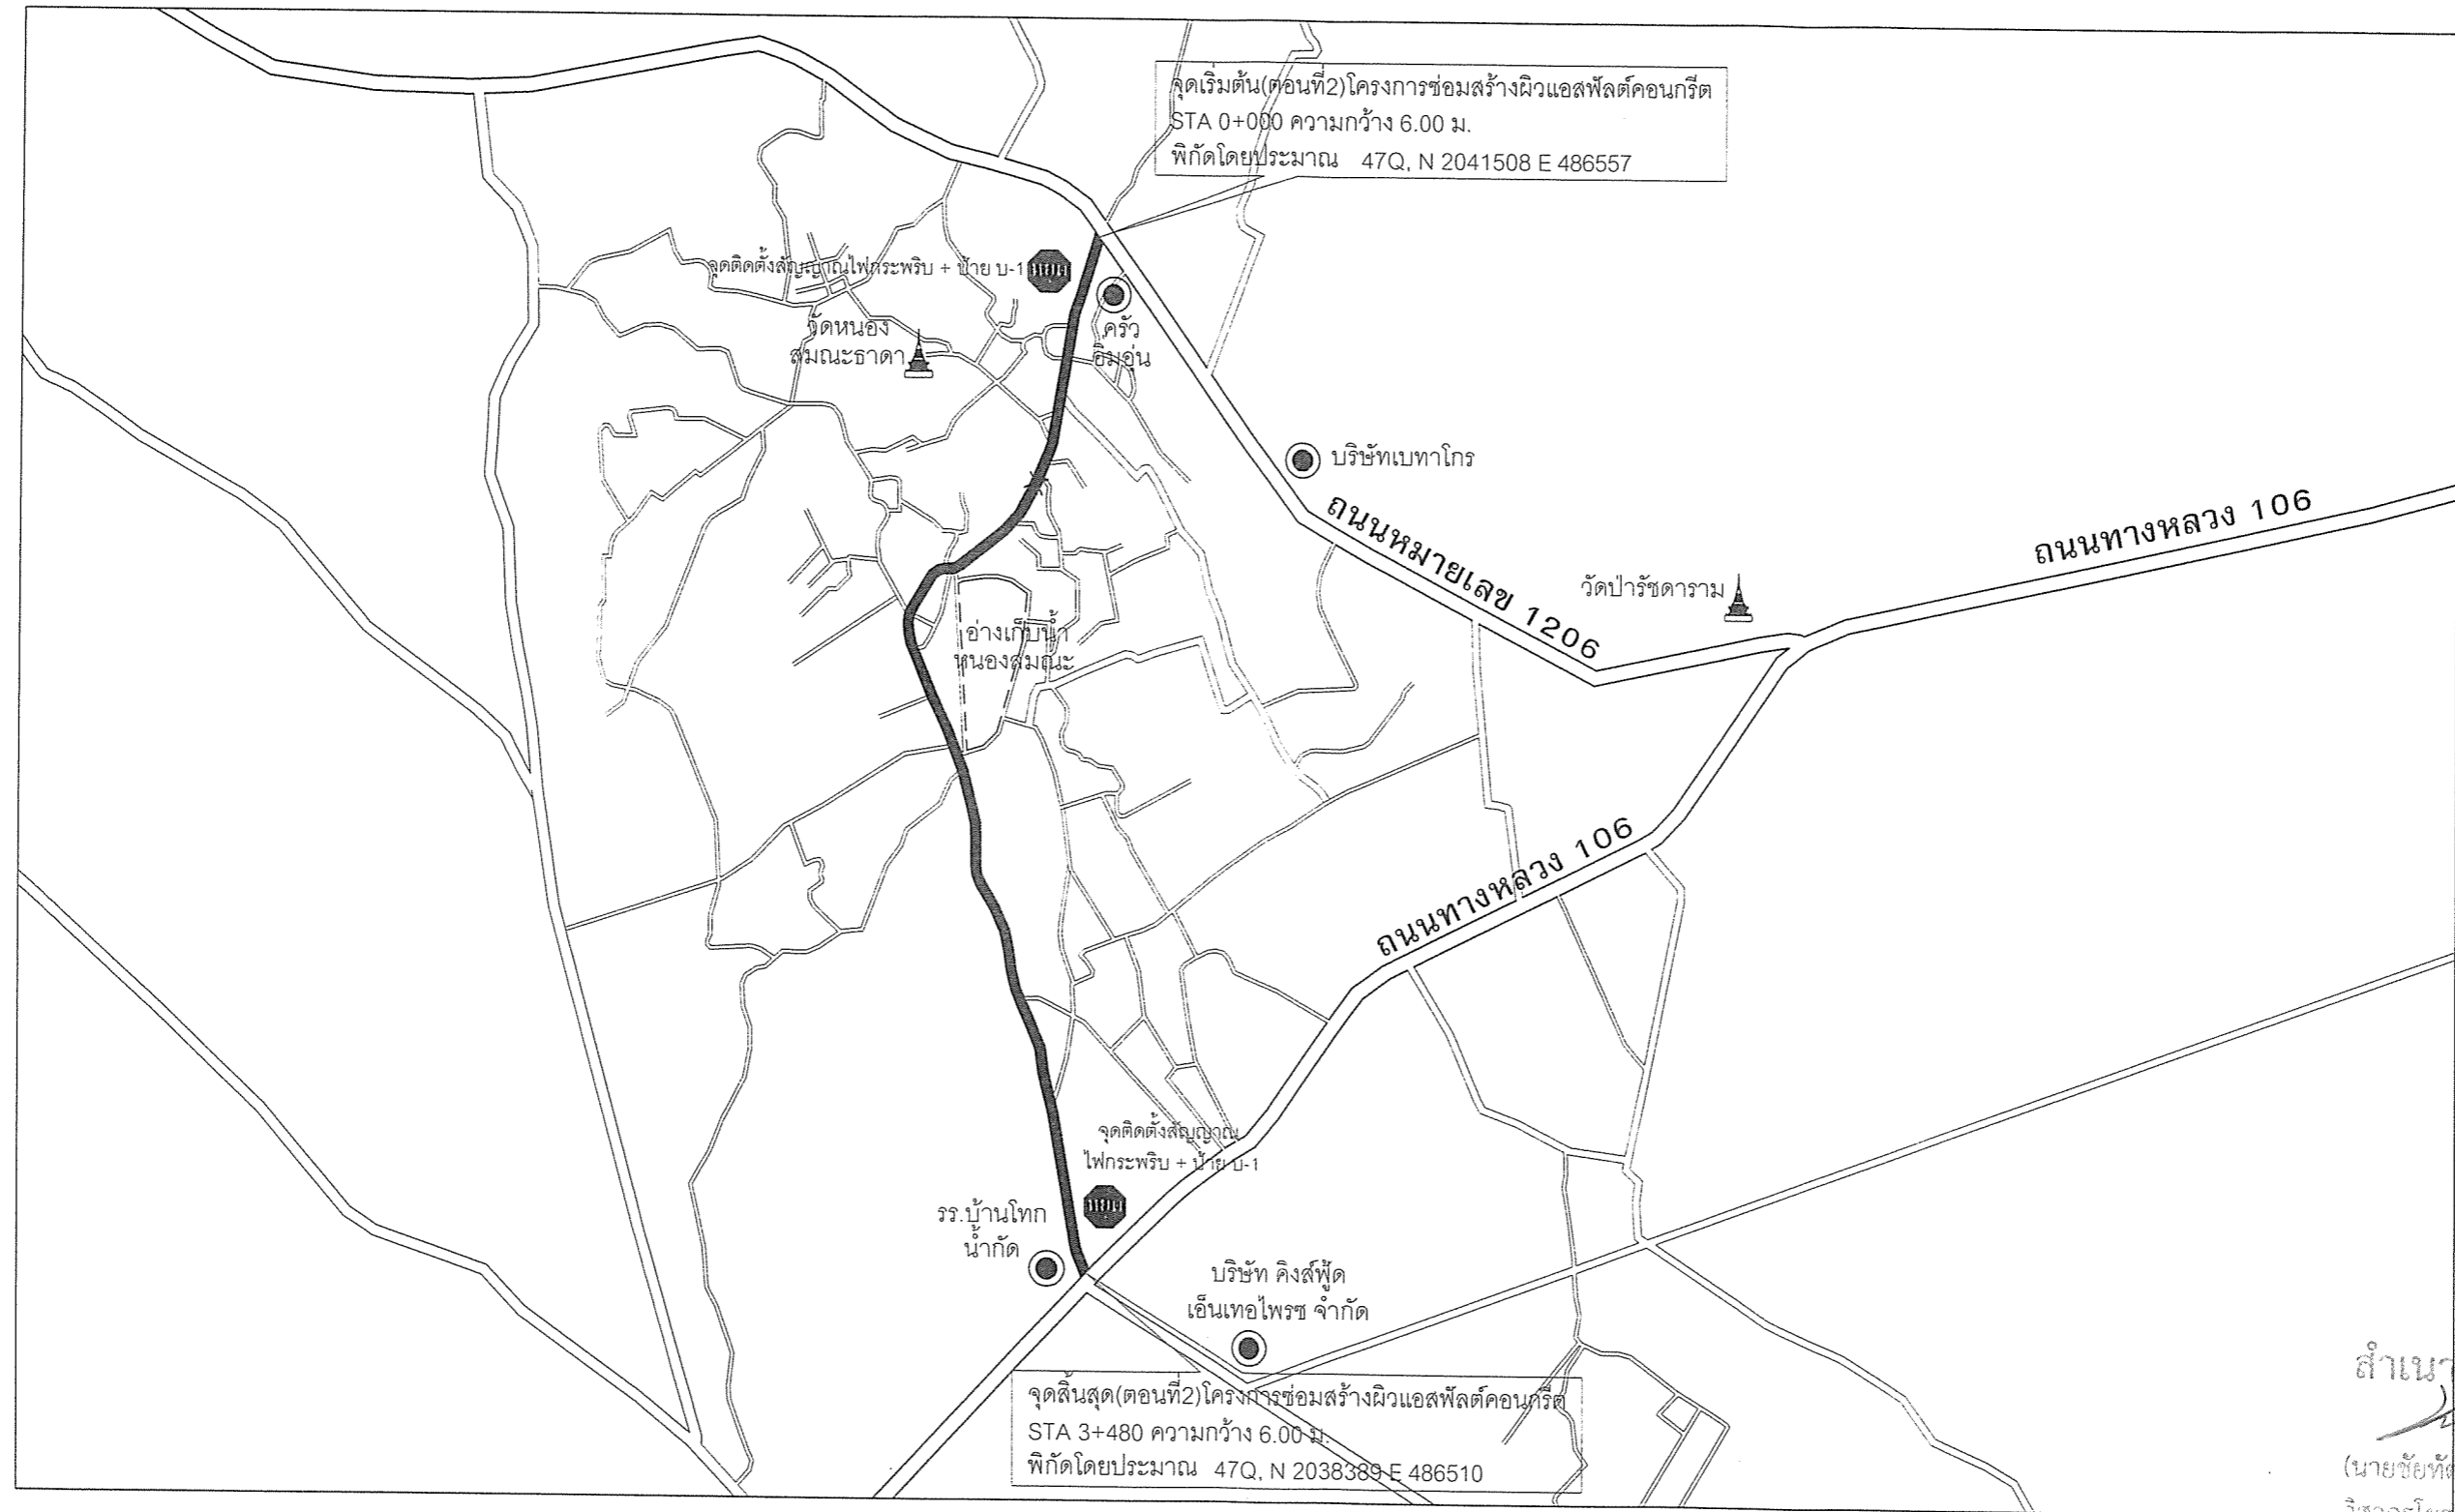 จุดเริ่มต้น(ตอนที่2)โครงการซ่อมสร้างผิวแอสฟัลต์คอนกรีต
STA 0+000 ความกว้าง 6.00 ม.
พิกัดโดยประมาณ 47Q, N 2041508 E 486557
จุดติดตั้งสัญญาณไฟกระพริบ + ป้าย บ-1
หยุด
ครัว
อิ่มอุ่น
วัดหนอง
สมณะธาดา
บริษัทเบทาโกร
ถนนหมายเลข 1206
ถนนทางหลวง 106
วัดป่ารัชดาราม
อ่างเก็บน้ำ
หนองสมณะ
ถนนทางหลวง 106
จุดติดตั้งสัญญาณ
ไฟกระพริบ + ป้าย บ-1
หยุด
รร.บ้านโทก
น้ำกัด
บริษัท คิงส์ฟู้ด
เอ็นเทอไพรซ จำกัด
จุดสิ้นสุด(ตอนที่2)โครงการซ่อมสร้างผิวแอสฟัลต์คอนกรีต
STA 3+480 ความกว้าง 6.00 ม.
พิกัดโดยประมาณ 47Q, N 2038389 E 486510
สำเนา